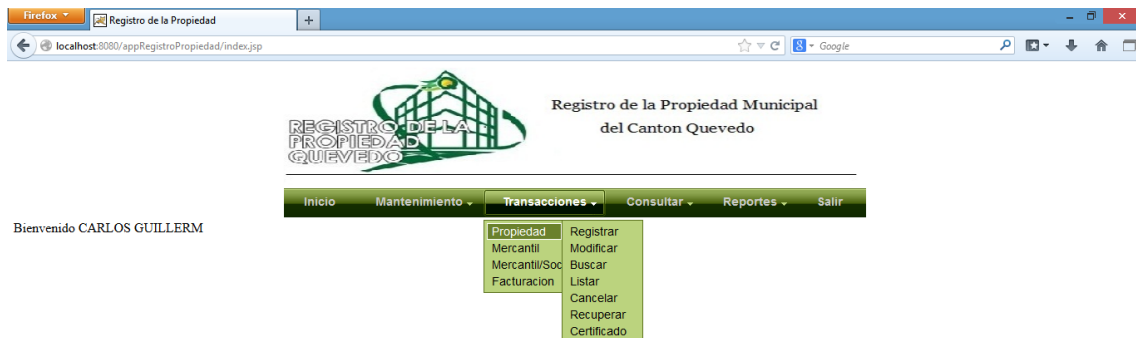 Firefox
Registro de la Propiedad
localhost:8080/appRegistroPropiedad/index.jsp
Google
REGISTRO DE LA
PROPIEDAD
QUEVEDO
Registro de la Propiedad Municipal
del Canton Quevedo
Inicio Mantenimiento Transacciones Consultar Reportes Salir
Bienvenido CARLOS GUILLERM
Propiedad
Mercantil
Mercantil/Soc
Facturacion
Registrar
Modificar
Buscar
Listar
Cancelar
Recuperar
Certificado